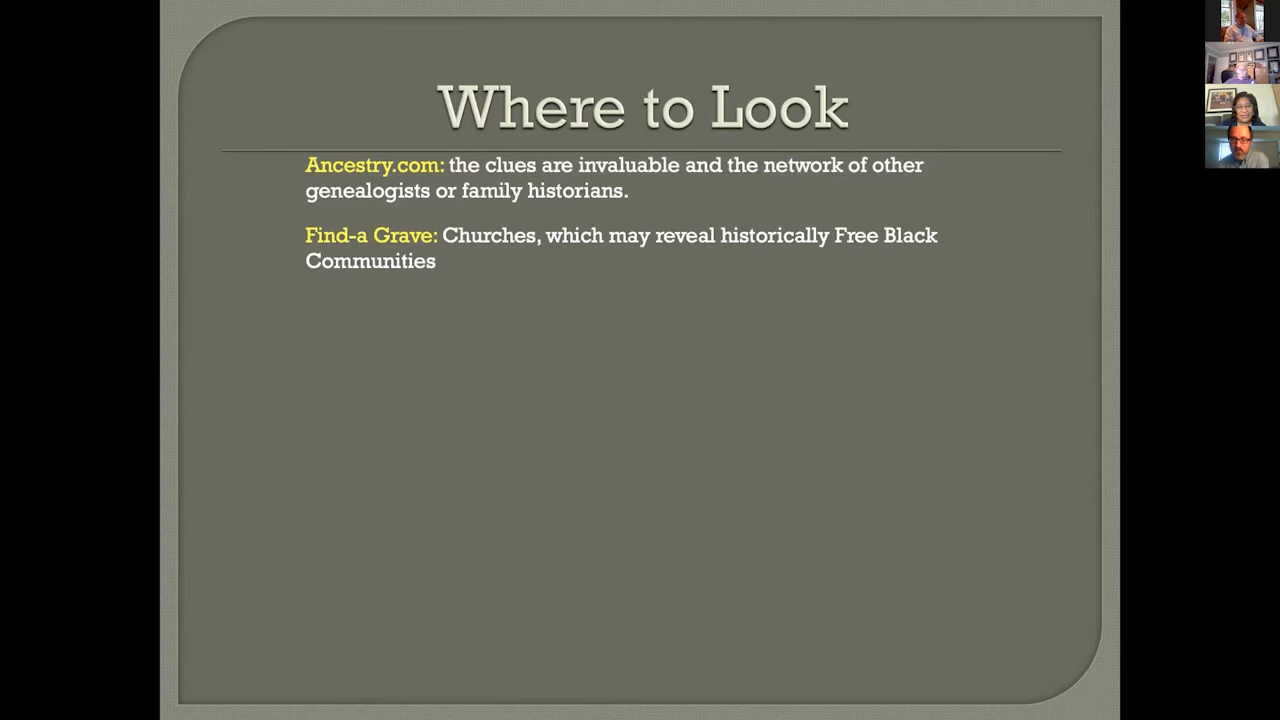 Where to Look
Ancestry.com: the clues are invaluable and the network of other
genealogists or family historians.
Find-a Grave: Churches, which may reveal historically Free Black
Communities